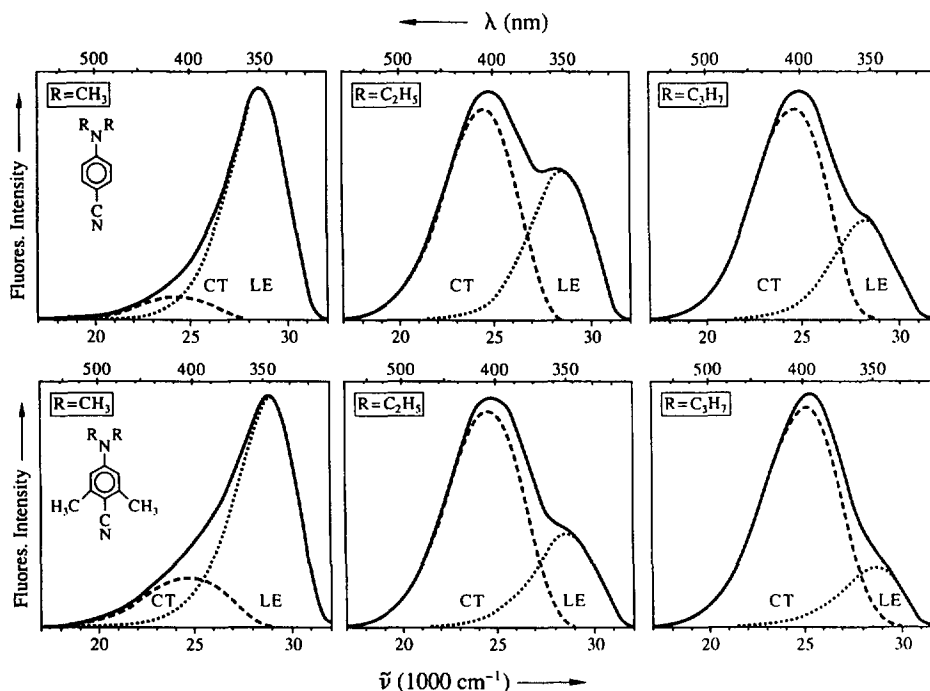 λ (nm)
500 400 350
500 400 350
500 400 350
R=CH₃
R=C₂H₅
R=C₃H₇
R R
N
C
N
CT LE
CT LE
CT LE
Fluores. Intensity
20 25 30
20 25 30
20 25 30
500 400 350
500 400 350
500 400 350
R=CH₃
R=C₂H₅
R=C₃H₇
R R
N
H₃C CH₃
C
N
CT LE
CT LE
CT LE
Fluores. Intensity
20 25 30
20 25 30
20 25 30
ν̃ (1000 cm⁻¹)